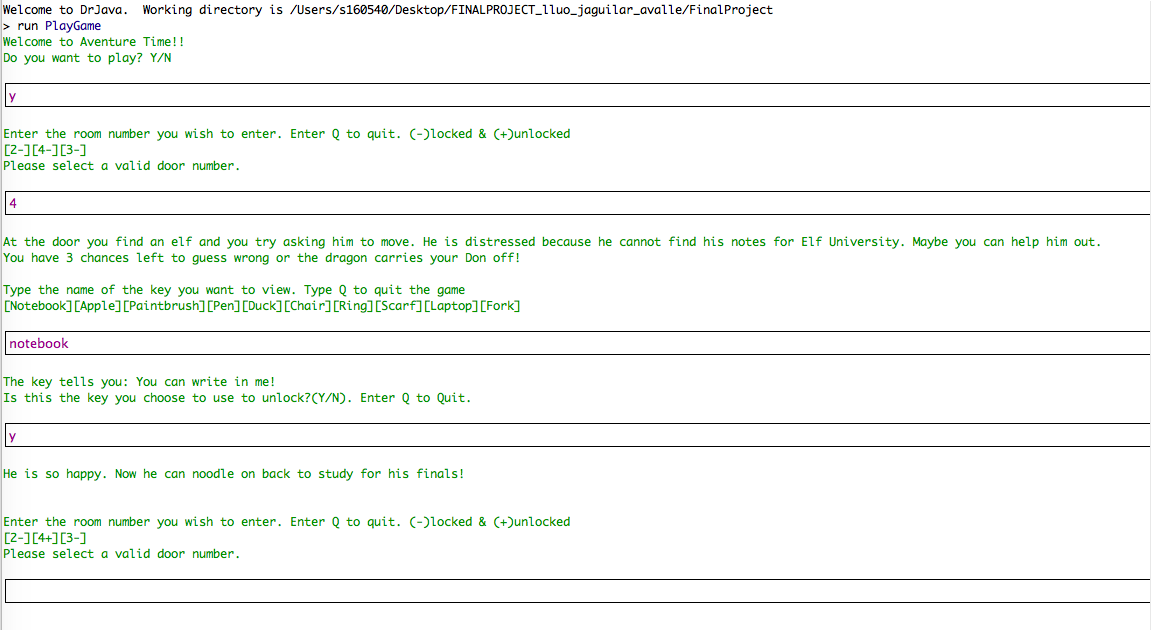 Welcome to DrJava.  Working directory is /Users/s160540/Desktop/FINALPROJECT_lluo_jaguilar_avalle/FinalProject
> run PlayGame
Welcome to Aventure Time!!
Do you want to play? Y/N
y
Enter the room number you wish to enter. Enter Q to quit. (-)locked & (+)unlocked
[2-][4-][3-]
Please select a valid door number.
4
At the door you find an elf and you try asking him to move. He is distressed because he cannot find his notes for Elf University. Maybe you can help him out.
You have 3 chances left to guess wrong or the dragon carries your Don off!
Type the name of the key you want to view. Type Q to quit the game
[Notebook][Apple][Paintbrush][Pen][Duck][Chair][Ring][Scarf][Laptop][Fork]
notebook
The key tells you: You can write in me!
Is this the key you choose to use to unlock?(Y/N). Enter Q to Quit.
y
He is so happy. Now he can noodle on back to study for his finals!
Enter the room number you wish to enter. Enter Q to quit. (-)locked & (+)unlocked
[2-][4+][3-]
Please select a valid door number.